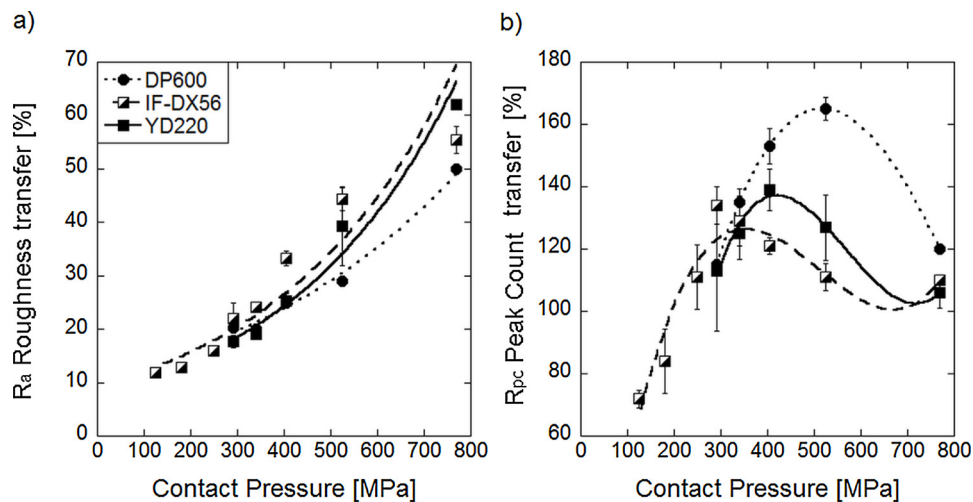 a)
Ra Roughness transfer [%]
70
60
50
40
30
20
10
0
DP600
IF-DX56
YD220
0 100 200 300 400 500 600 700 800
Contact Pressure [MPa]
b)
Rpc Peak Count transfer [%]
180
160
140
120
100
80
60
0 100 200 300 400 500 600 700 800
Contact Pressure [MPa]